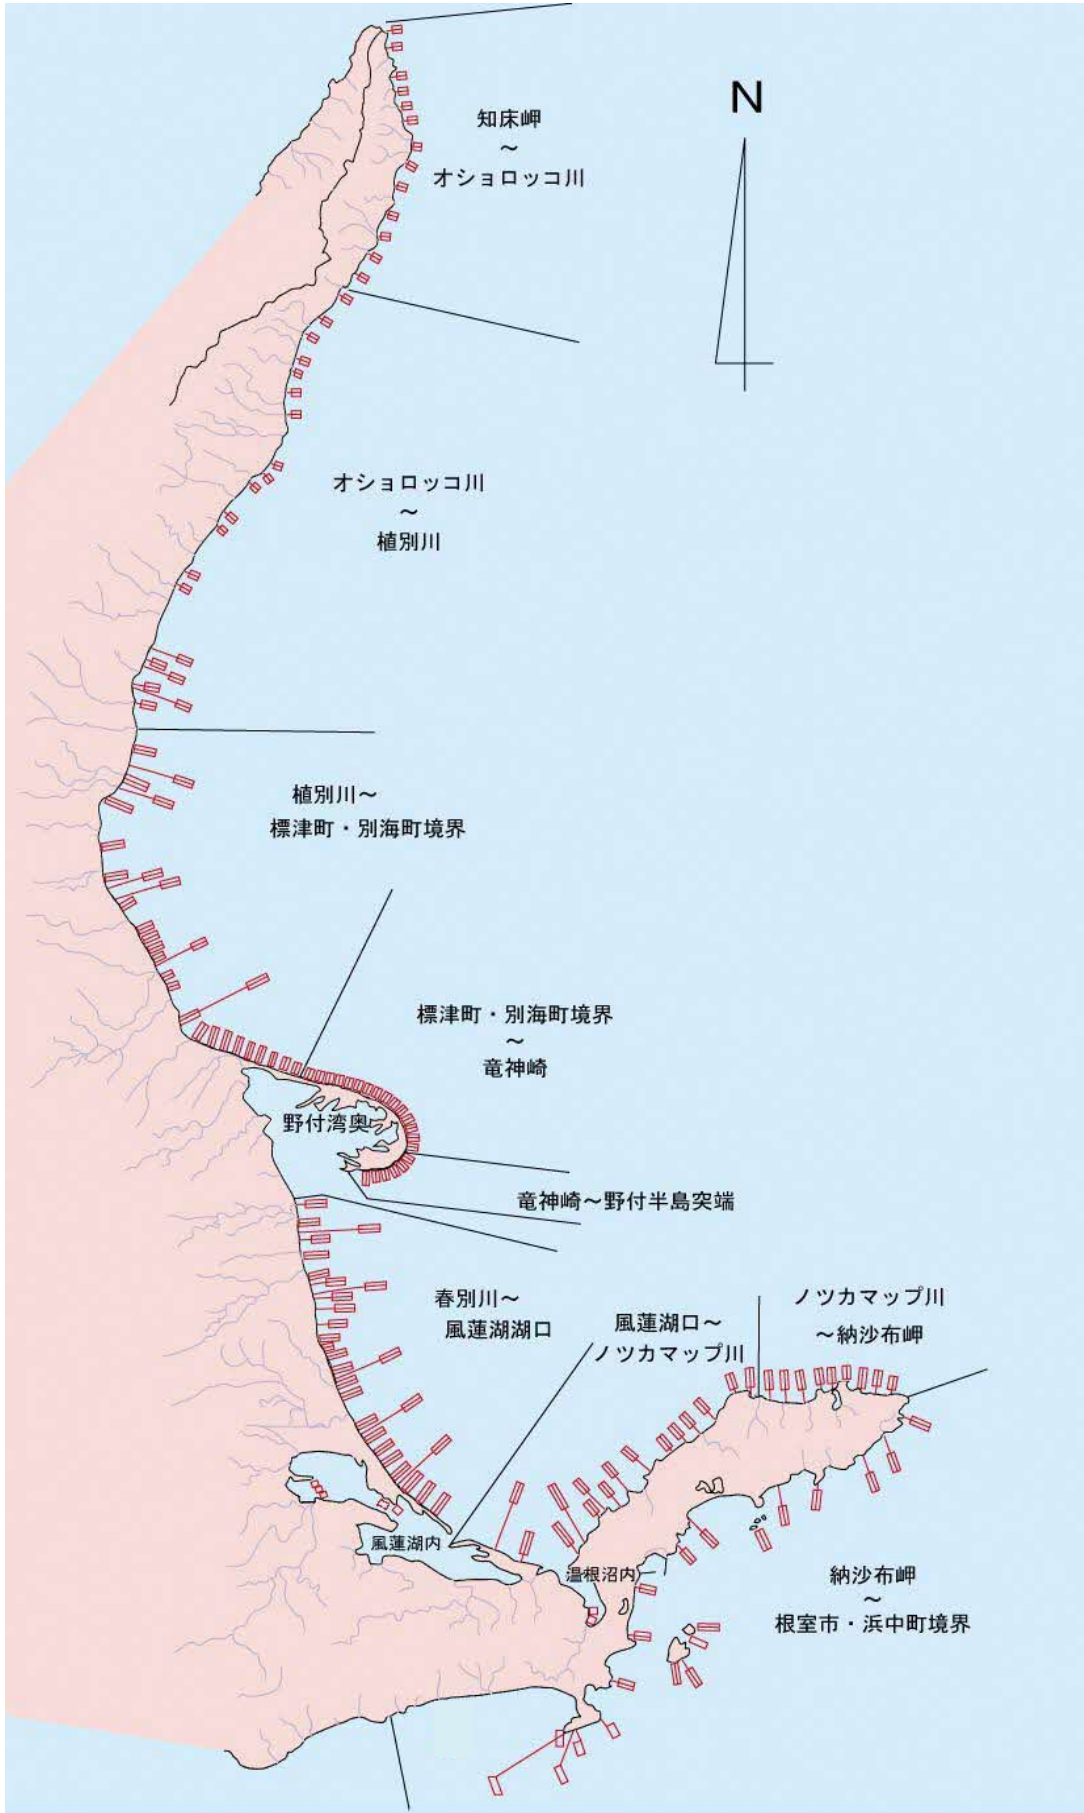 N
知床岬
～
オショロッコ川
オショロッコ川
～
植別川
植別川～
標津町・別海町境界
標津町・別海町境界
～
竜神崎
野付湾奥
竜神崎～野付半島突端
春別川～
風蓮湖湖口
風蓮湖口～
ノツカマップ川
ノツカマップ川
～納沙布岬
風蓮湖内
温根沼内
納沙布岬
～
根室市・浜中町境界